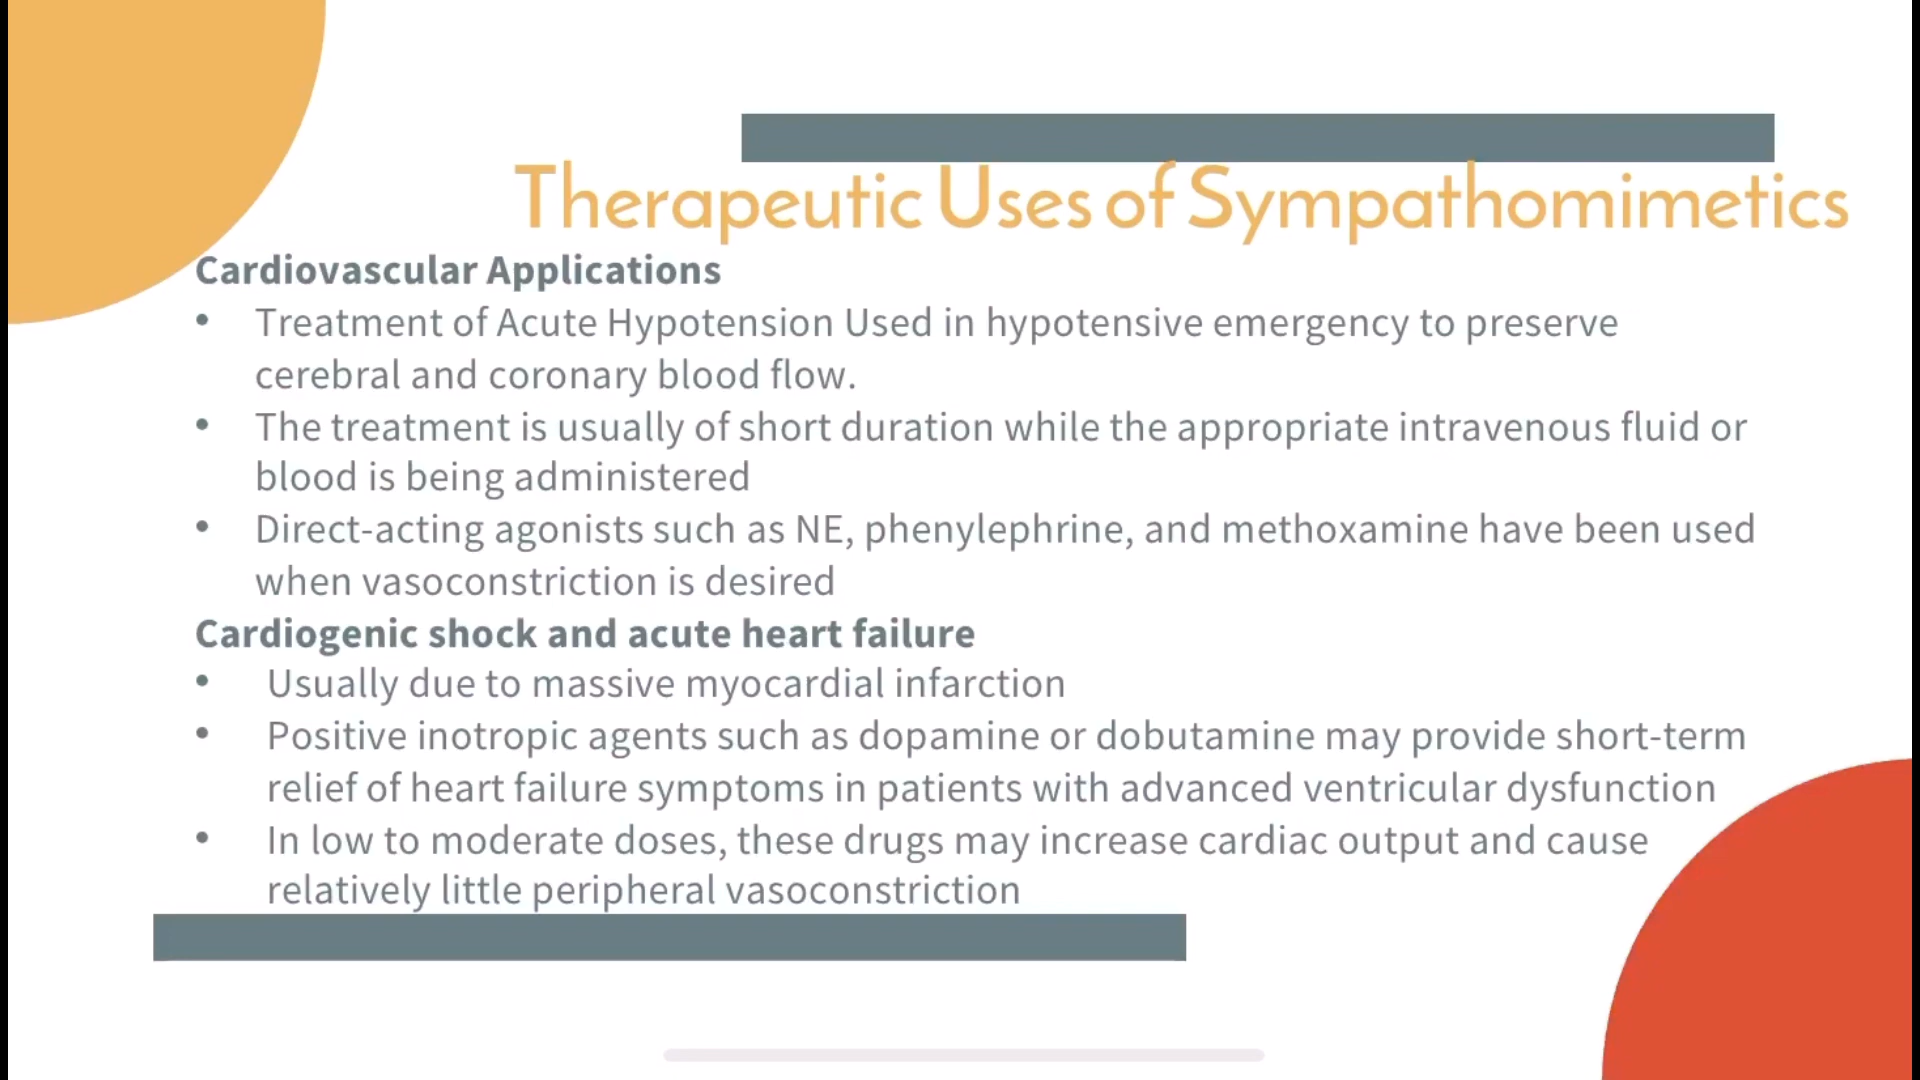 Therapeutic Uses of Sympathomimetics
Cardiovascular Applications
• Treatment of Acute Hypotension Used in hypotensive emergency to preserve
cerebral and coronary blood flow.
• The treatment is usually of short duration while the appropriate intravenous fluid or
blood is being administered
• Direct-acting agonists such as NE, phenylephrine, and methoxamine have been used
when vasoconstriction is desired
Cardiogenic shock and acute heart failure
• Usually due to massive myocardial infarction
• Positive inotropic agents such as dopamine or dobutamine may provide short-term
relief of heart failure symptoms in patients with advanced ventricular dysfunction
• In low to moderate doses, these drugs may increase cardiac output and cause
relatively little peripheral vasoconstriction